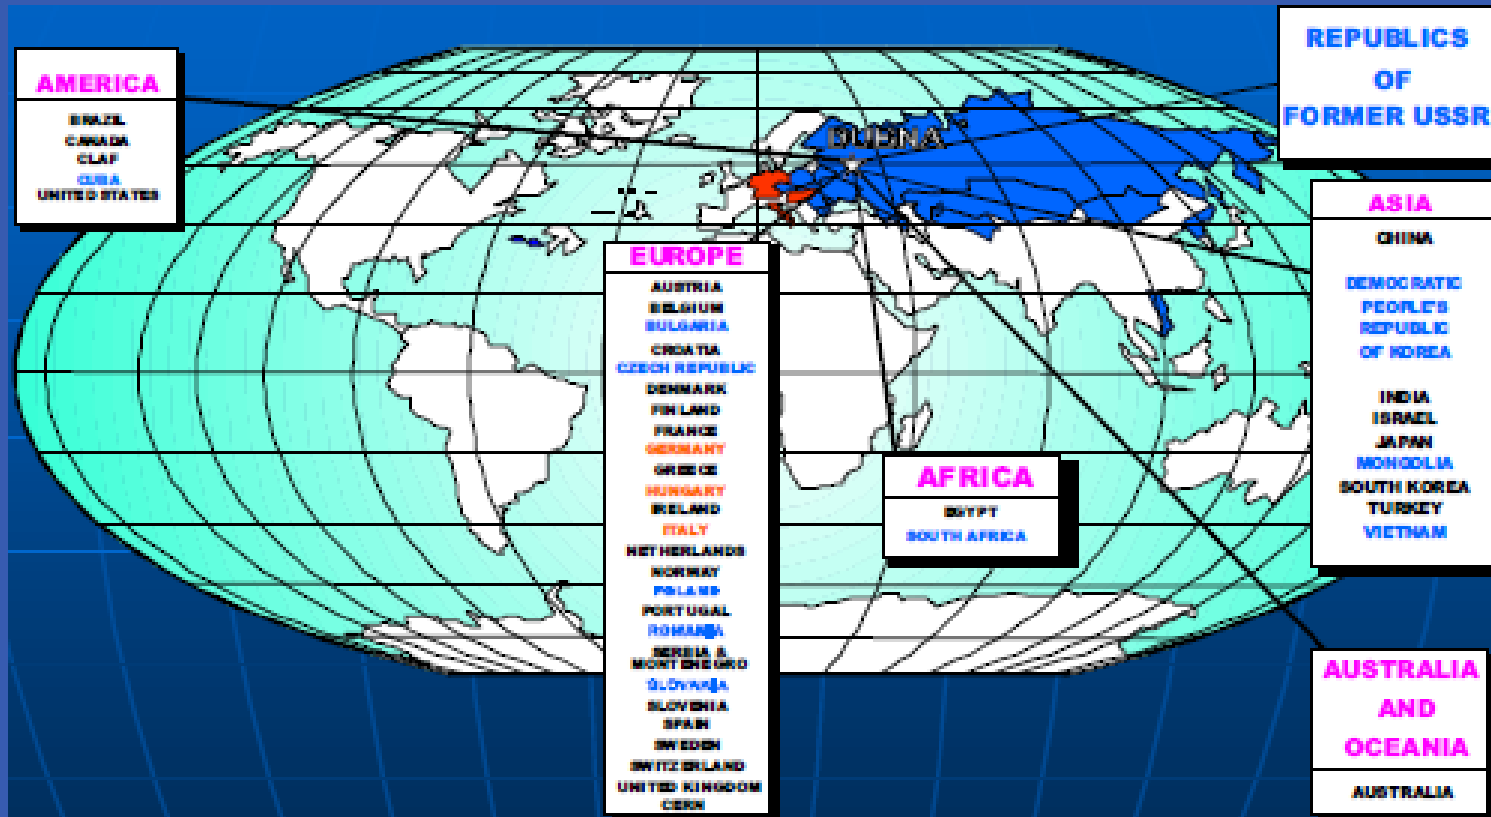 AMERICA
BRAZIL
CANADA
CLAF
CUBA
UNITED STATES
DUBNA
REPUBLICS
OF
FORMER USSR
EUROPE
AUSTRIA
BELGIUM
BULGARIA
CROATIA
CZECH REPUBLIC
DENMARK
FINLAND
FRANCE
GERMANY
GREECE
HUNGARY
IRELAND
ITALY
NETHERLANDS
NORWAY
POLAND
PORTUGAL
ROMANIA
SERBIA &
MONTENEGRO
SLOVAKIA
SLOVENIA
SPAIN
SWEDEN
SWITZERLAND
UNITED KINGDOM
CERN
AFRICA
EGYPT
SOUTH AFRICA
ASIA
CHINA
DEMOCRATIC
PEOPLE'S
REPUBLIC
OF KOREA
INDIA
ISRAEL
JAPAN
MONGOLIA
SOUTH KOREA
TURKEY
VIETNAM
AUSTRALIA
AND
OCEANIA
AUSTRALIA